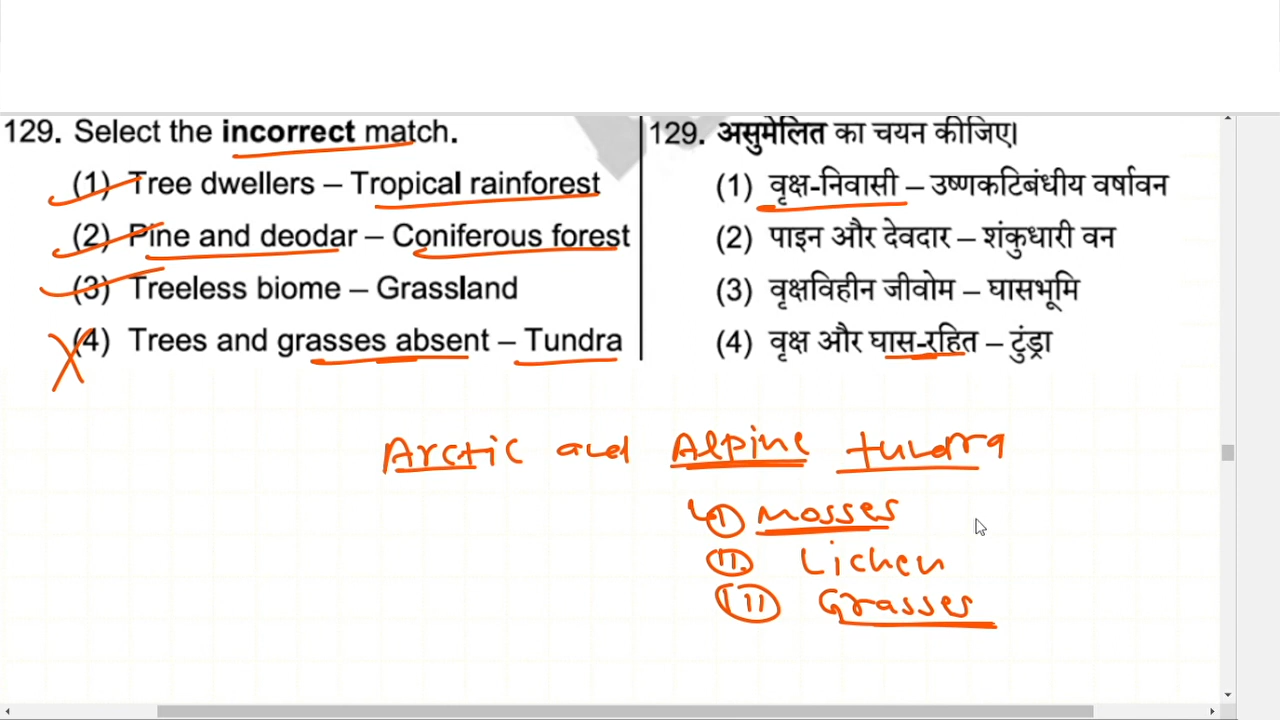 129. Select the incorrect match.
(1) Tree dwellers – Tropical rainforest
(2) Pine and deodar – Coniferous forest
(3) Treeless biome – Grassland
(4) Trees and grasses absent – Tundra
129. असुमेलित का चयन कीजिए।
(1) वृक्ष-निवासी – उष्णकटिबंधीय वर्षावन
(2) पाइन और देवदार – शंकुधारी वन
(3) वृक्षविहीन जीवोम – घासभूमि
(4) वृक्ष और घास-रहित – टुंड्रा
Arctic and Alpine tundra
(I) Mosses
(II) Lichen
(III) Grasses